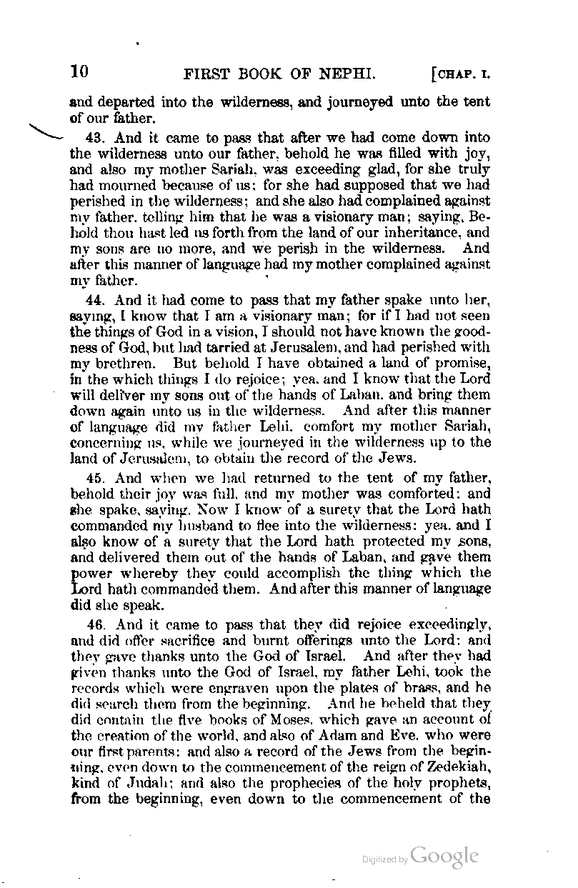 10 FIRST BOOK OF NEPHI. [CHAP. I.
and departed into the wilderness, and journeyed unto the tent
of our father.
43. And it came to pass that after we had come down into
the wilderness unto our father, behold he was filled with joy,
and also my mother Sariah, was exceeding glad, for she truly
had mourned because of us; for she had supposed that we had
perished in the wilderness; and she also had complained against
my father, telling him that he was a visionary man; saying, Be-
hold thou hast led us forth from the land of our inheritance, and
my sons are no more, and we perish in the wilderness. And
after this manner of language had my mother complained against
my father.
44. And it had come to pass that my father spake unto her,
saying, I know that I am a visionary man; for if I had not seen
the things of God in a vision, I should not have known the good-
ness of God, but had tarried at Jerusalem, and had perished with
my brethren. But behold I have obtained a land of promise,
in the which things I do rejoice; yea, and I know that the Lord
will deliver my sons out of the hands of Laban, and bring them
down again unto us in the wilderness. And after this manner
of language did my father Lehi, comfort my mother Sariah,
concerning us, while we journeyed in the wilderness up to the
land of Jerusalem, to obtain the record of the Jews.
45. And when we had returned to the tent of my father,
behold their joy was full, and my mother was comforted; and
she spake, saying, Now I know of a surety that the Lord hath
commanded my husband to flee into the wilderness; yea, and I
also know of a surety that the Lord hath protected my sons,
and delivered them out of the hands of Laban, and gave them
power whereby they could accomplish the thing which the
Lord hath commanded them. And after this manner of language
did she speak.
46. And it came to pass that they did rejoice exceedingly,
and did offer sacrifice and burnt offerings unto the Lord; and
they gave thanks unto the God of Israel. And after they had
given thanks unto the God of Israel, my father Lehi, took the
records which were engraven upon the plates of brass, and he
did search them from the beginning. And he beheld that they
did contain the five books of Moses, which gave an account of
the creation of the world, and also of Adam and Eve, who were
our first parents; and also a record of the Jews from the begin-
ning, even down to the commencement of the reign of Zedekiah,
kind of Judah; and also the prophecies of the holy prophets,
from the beginning, even down to the commencement of the
Digitized by Google